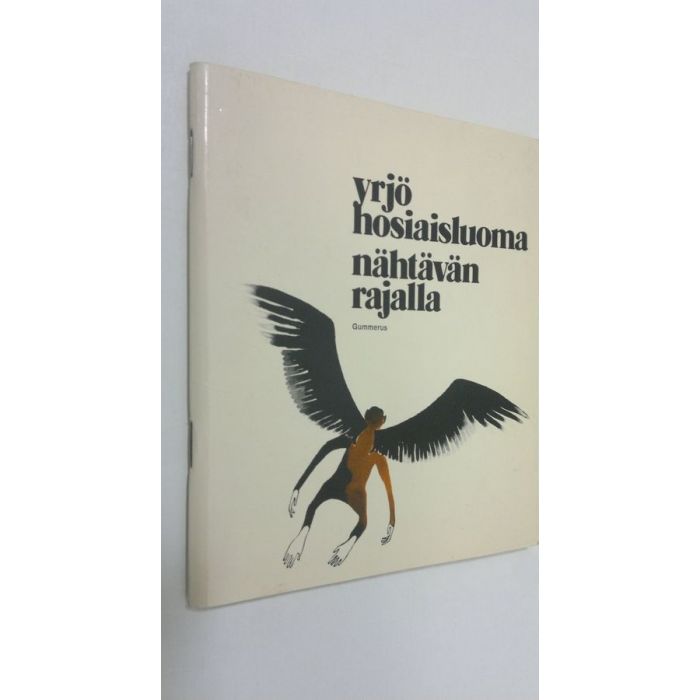 yrjö
hosiaisluoma
nähtävän
rajalla
Gummerus